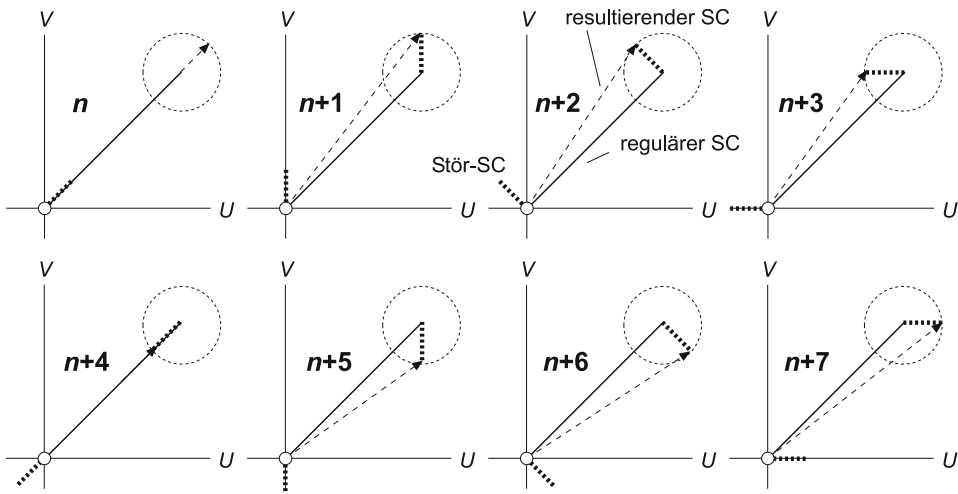 V
n
U
V
n+1
U
V
resultierender SC
n+2
regulärer SC
Stör-SC
U
V
n+3
U
V
n+4
U
V
n+5
U
V
n+6
U
V
n+7
U